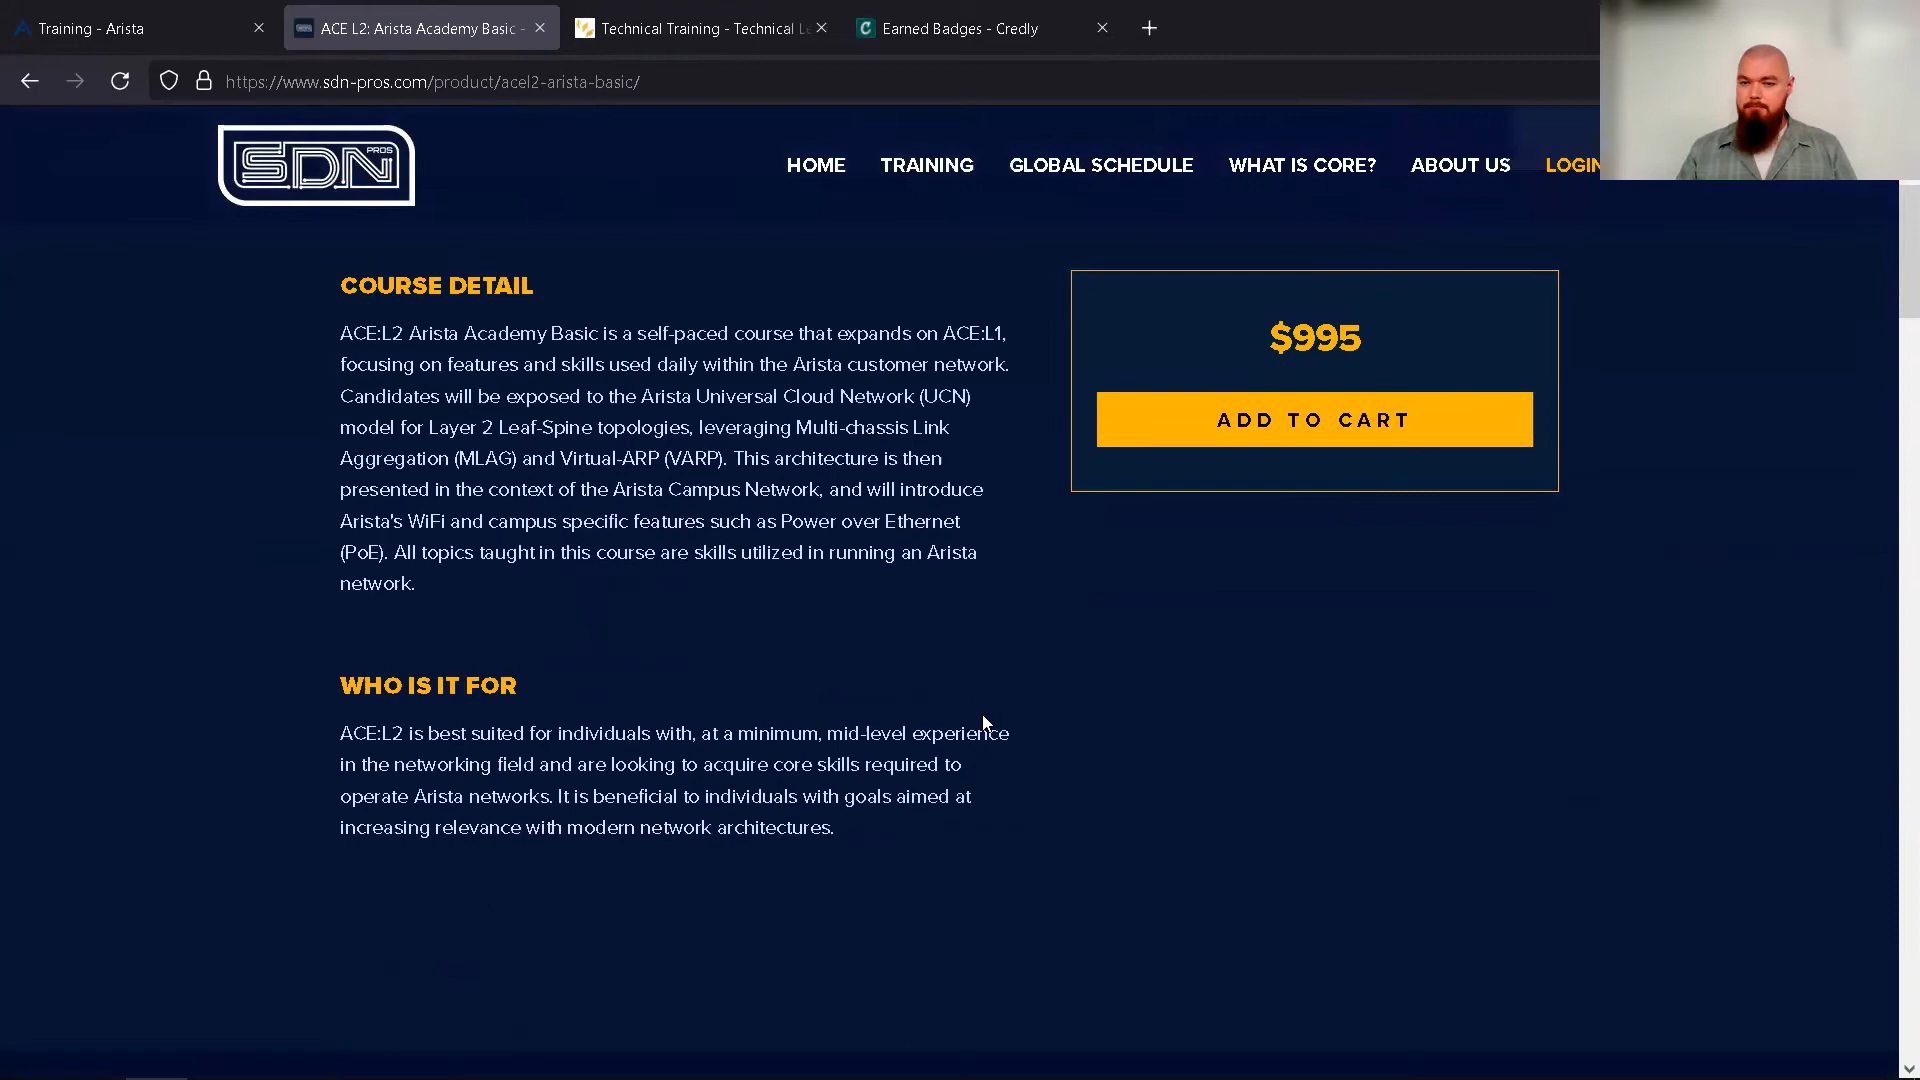 Training - Arista
ACE L2: Arista Academy Basic -
Technical Training - Technical Le
Earned Badges - Credly
https://www.sdn-pros.com/product/acel2-arista-basic/
SDN PROS
HOME
TRAINING
GLOBAL SCHEDULE
WHAT IS CORE?
ABOUT US
LOGIN
COURSE DETAIL
ACE:L2 Arista Academy Basic is a self-paced course that expands on ACE:L1,
focusing on features and skills used daily within the Arista customer network.
Candidates will be exposed to the Arista Universal Cloud Network (UCN)
model for Layer 2 Leaf-Spine topologies, leveraging Multi-chassis Link
Aggregation (MLAG) and Virtual-ARP (VARP). This architecture is then
presented in the context of the Arista Campus Network, and will introduce
Arista's WiFi and campus specific features such as Power over Ethernet
(PoE). All topics taught in this course are skills utilized in running an Arista
network.
$995
ADD TO CART
WHO IS IT FOR
ACE:L2 is best suited for individuals with, at a minimum, mid-level experience
in the networking field and are looking to acquire core skills required to
operate Arista networks. It is beneficial to individuals with goals aimed at
increasing relevance with modern network architectures.